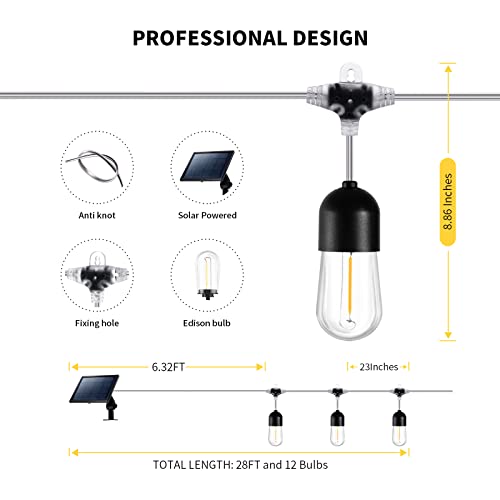 PROFESSIONAL DESIGN
Anti knot
Solar Powered
8.86 Inches
Fixing hole
Edison bulb
6.32FT
23Inches
TOTAL LENGTH: 28FT and 12 Bulbs